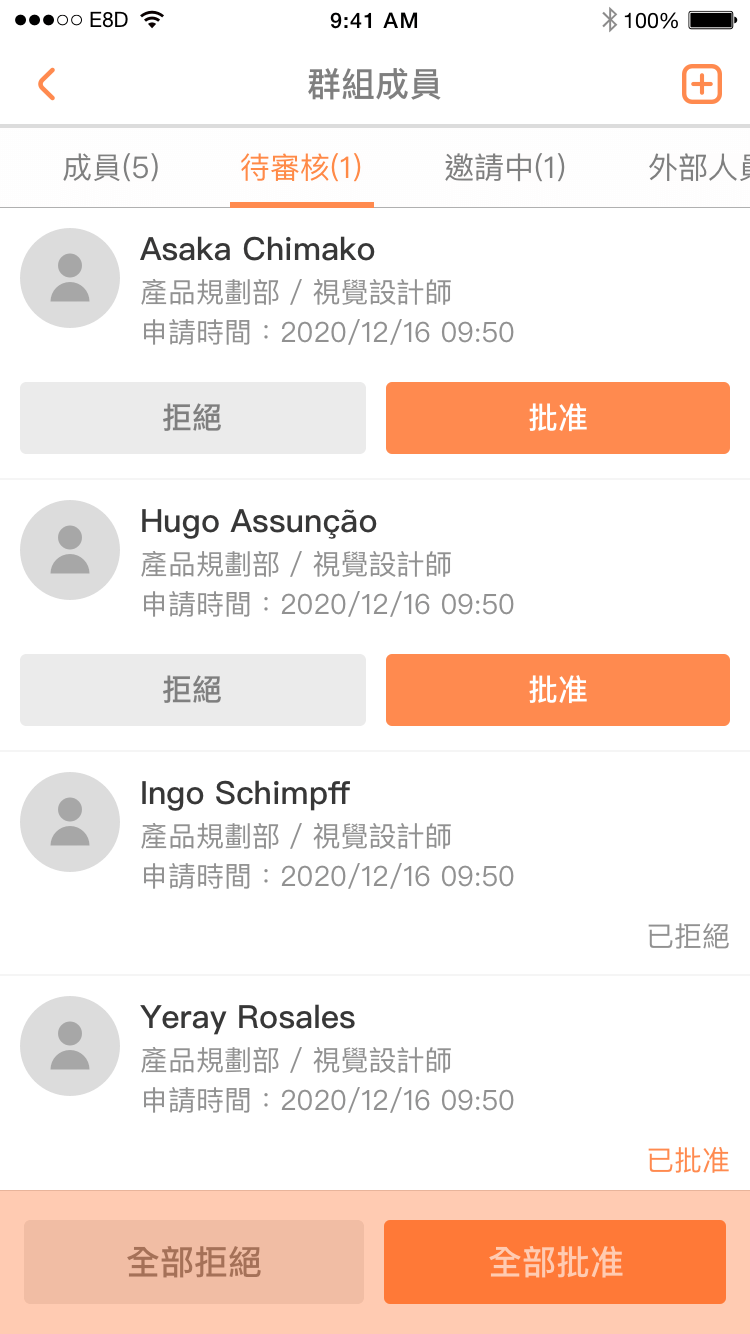 E8D 9:41 AM 100%
群組成員
成員(5) 待審核(1) 邀請中(1) 外部人員
Asaka Chimako
產品規劃部 / 視覺設計師
申請時間：2020/12/16 09:50
拒絕 批准
Hugo Assunção
產品規劃部 / 視覺設計師
申請時間：2020/12/16 09:50
拒絕 批准
Ingo Schimpff
產品規劃部 / 視覺設計師
申請時間：2020/12/16 09:50
已拒絕
Yeray Rosales
產品規劃部 / 視覺設計師
申請時間：2020/12/16 09:50
已批准
全部拒絕 全部批准